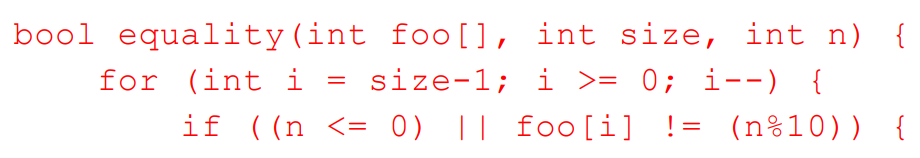 bool equality(int foo[], int size, int n) {
for (int i = size-1; i >= 0; i--) {
if ((n <= 0) || foo[i] != (n%10)) {